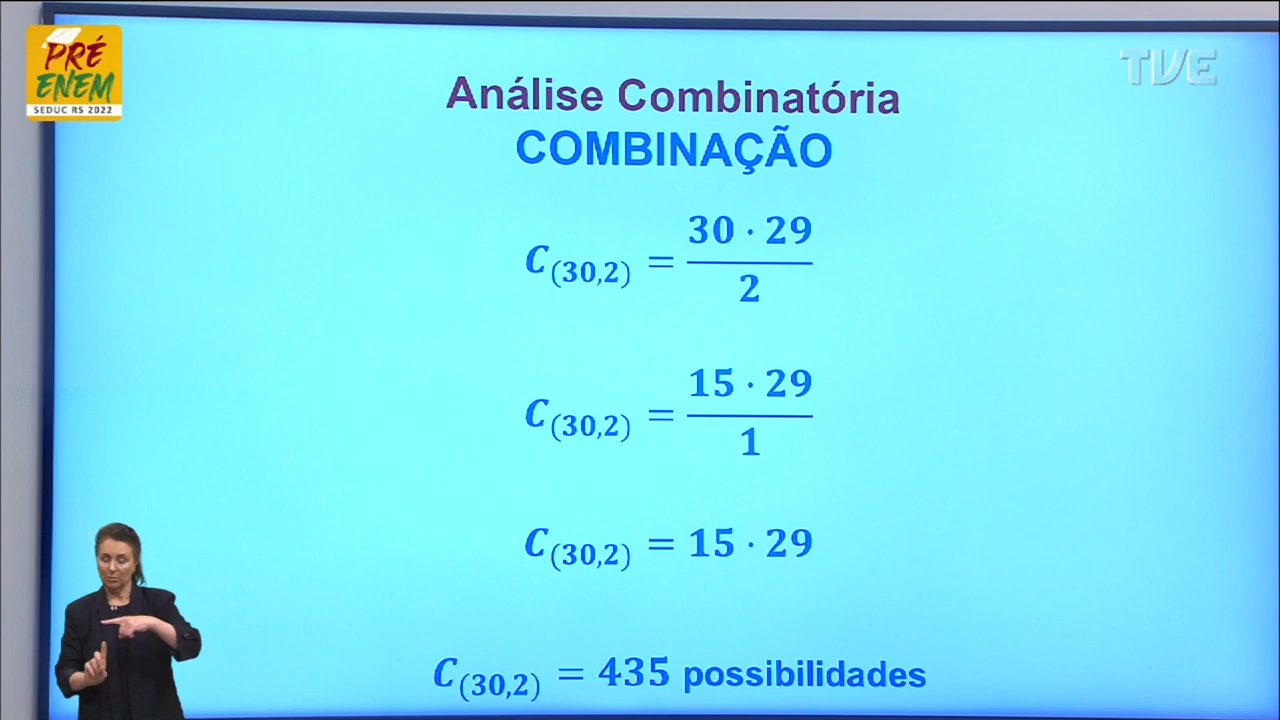 PRÉ
ENEM
SEDUC RS 2022
TVE
Análise Combinatória
COMBINAÇÃO
C(30,2) = 30 · 29 / 2
C(30,2) = 15 · 29 / 1
C(30,2) = 15 · 29
C(30,2) = 435 possibilidades